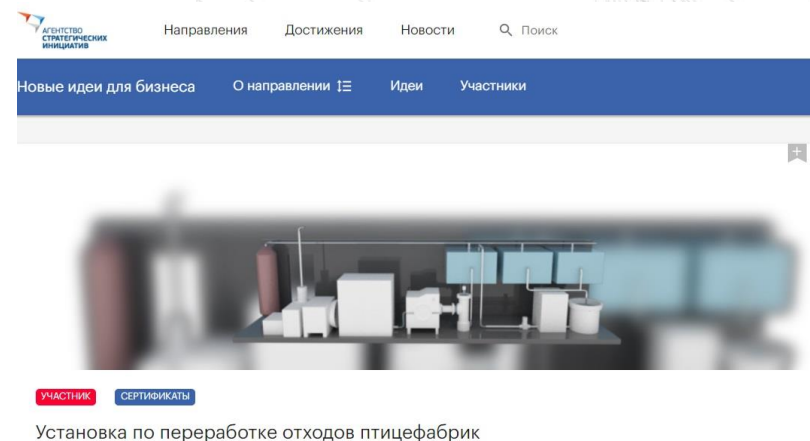 АГЕНТСТВО
СТРАТЕГИЧЕСКИХ
ИНИЦИАТИВ
Направления Достижения Новости Поиск
Новые идеи для бизнеса О направлении Идеи Участники
УЧАСТНИК СЕРТИФИКАТЫ
Установка по переработке отходов птицефабрик